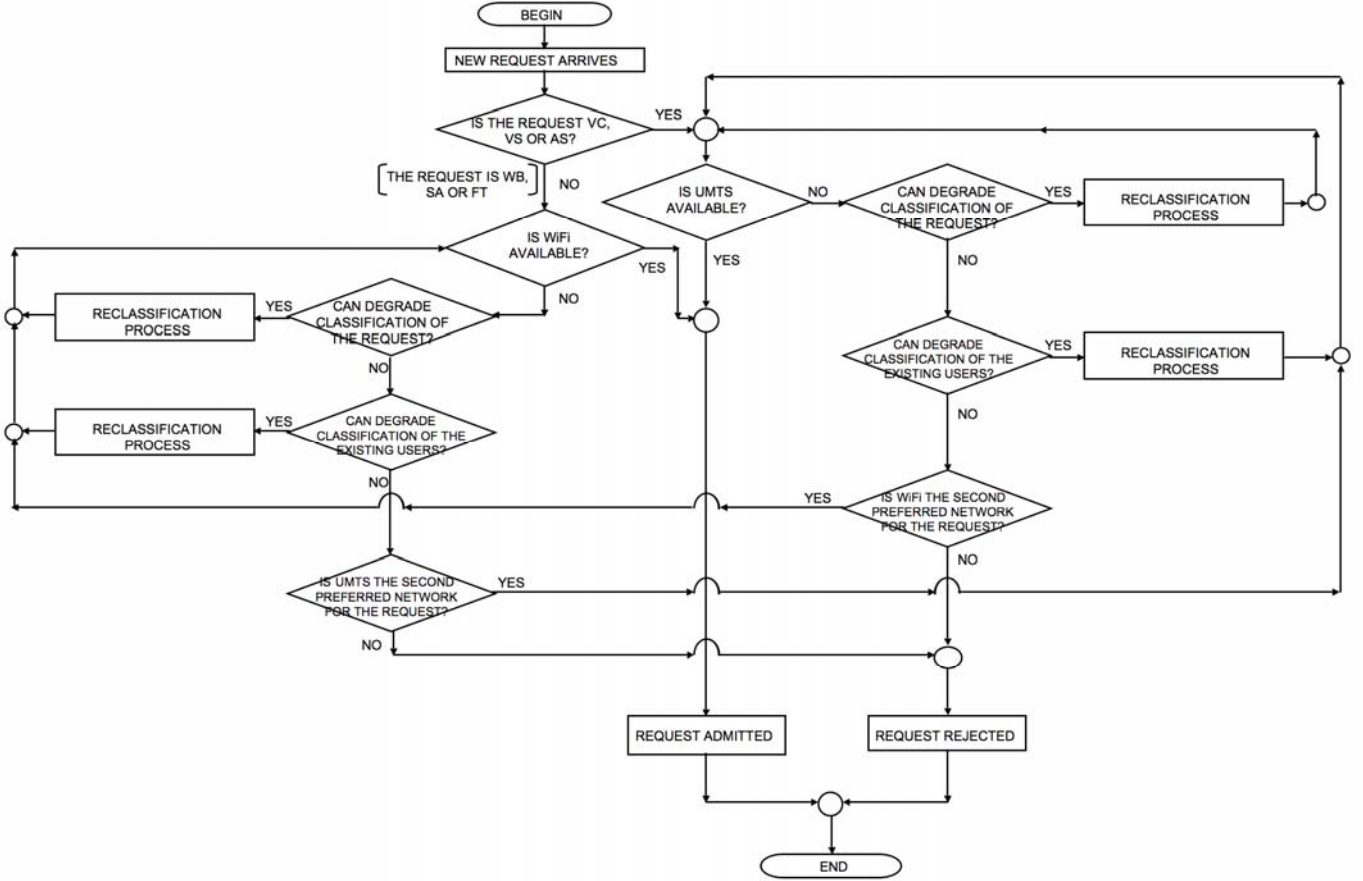 BEGIN
NEW REQUEST ARRIVES
IS THE REQUEST VC,
VS OR AS?
YES
THE REQUEST IS WB,
SA OR FT
NO
IS UMTS
AVAILABLE?
NO
CAN DEGRADE
CLASSIFICATION OF
THE REQUEST?
YES
RECLASSIFICATION
PROCESS
IS WiFi
AVAILABLE?
YES
YES
NO
NO
RECLASSIFICATION
PROCESS
YES
CAN DEGRADE
CLASSIFICATION OF
THE REQUEST?
CAN DEGRADE
CLASSIFICATION OF THE
EXISTING USERS?
YES
RECLASSIFICATION
PROCESS
NO
NO
RECLASSIFICATION
PROCESS
YES
CAN DEGRADE
CLASSIFICATION OF THE
EXISTING USERS?
NO
YES
IS WiFi THE SECOND
PREFERRED NETWORK
FOR THE REQUEST?
NO
IS UMTS THE SECOND
PREFERRED NETWORK
FOR THE REQUEST?
YES
NO
REQUEST ADMITTED
REQUEST REJECTED
END